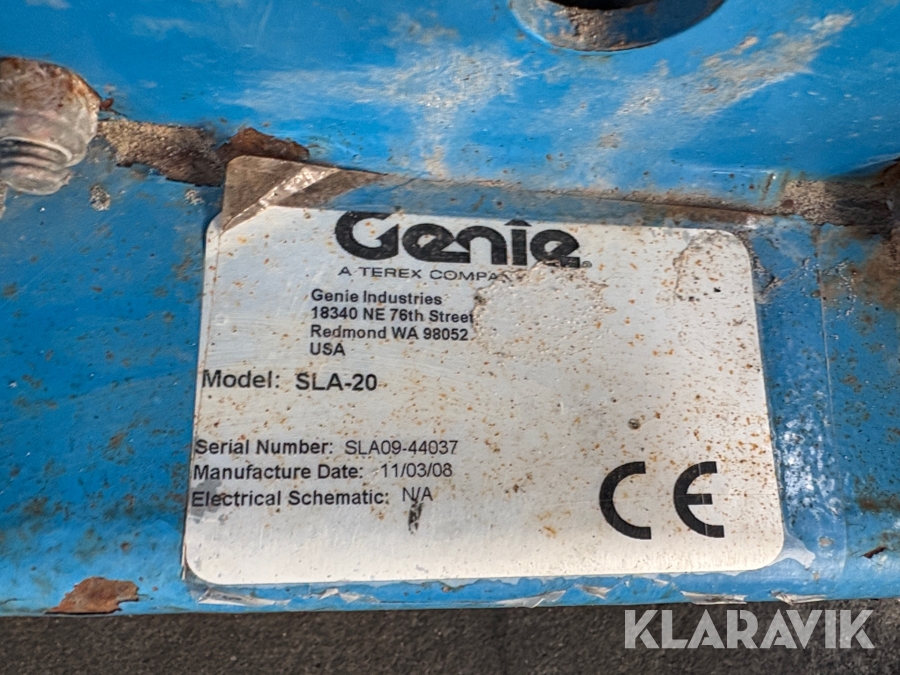 Genie
A TEREX COMPA
Genie Industries
18340 NE 76th Street
Redmond WA 98052
USA
Model: SLA-20
Serial Number: SLA09-44037
Manufacture Date: 11/03/08
Electrical Schematic: N/A
CE
KLARAVIK